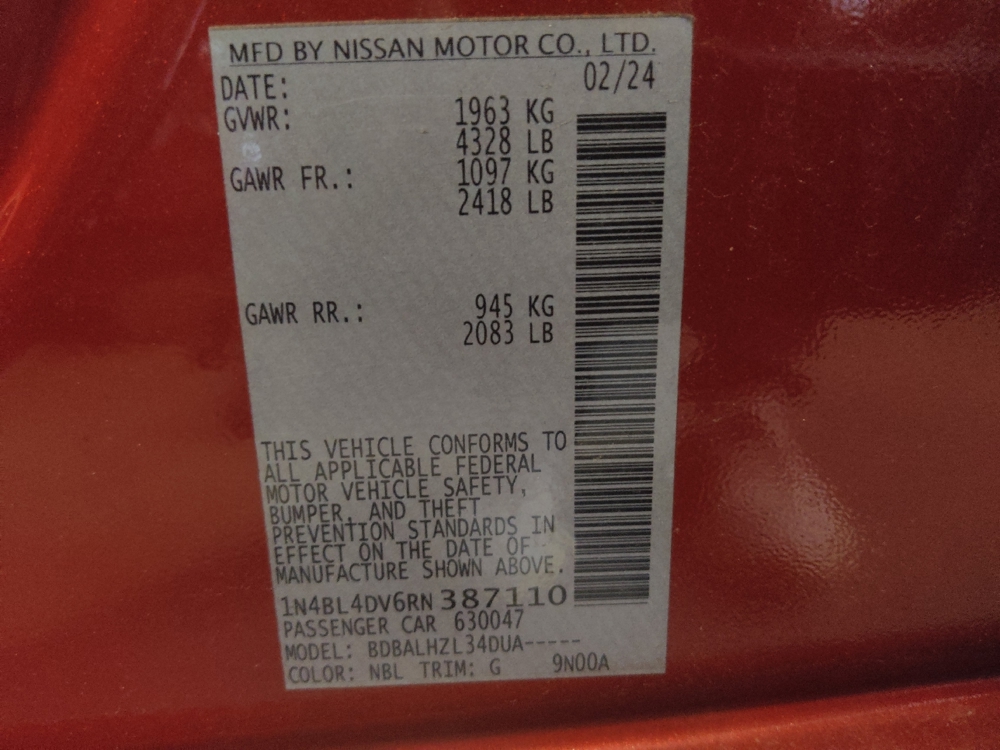 MFD BY NISSAN MOTOR CO., LTD.
DATE: 02/24
GVWR: 1963 KG
4328 LB
GAWR FR.: 1097 KG
2418 LB
GAWR RR.: 945 KG
2083 LB
THIS VEHICLE CONFORMS TO
ALL APPLICABLE FEDERAL
MOTOR VEHICLE SAFETY,
BUMPER, AND THEFT
PREVENTION STANDARDS IN
EFFECT ON THE DATE OF
MANUFACTURE SHOWN ABOVE.
1N4BL4DV6RN 387110
PASSENGER CAR 630047
MODEL: BDBALHZL34DUA-----
COLOR: NBL TRIM: G 9N00A